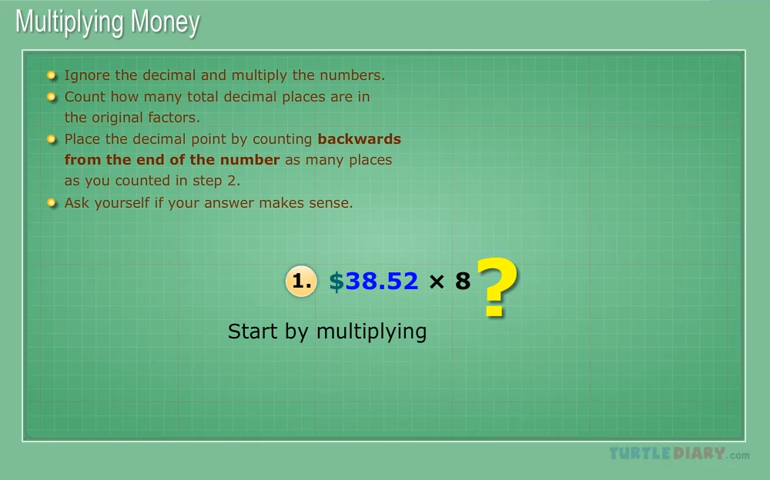 Multiplying Money
Ignore the decimal and multiply the numbers.
Count how many total decimal places are in
the original factors.
Place the decimal point by counting backwards
from the end of the number as many places
as you counted in step 2.
Ask yourself if your answer makes sense.
1. $38.52 × 8 ?
Start by multiplying
TURTLEDIARY.com